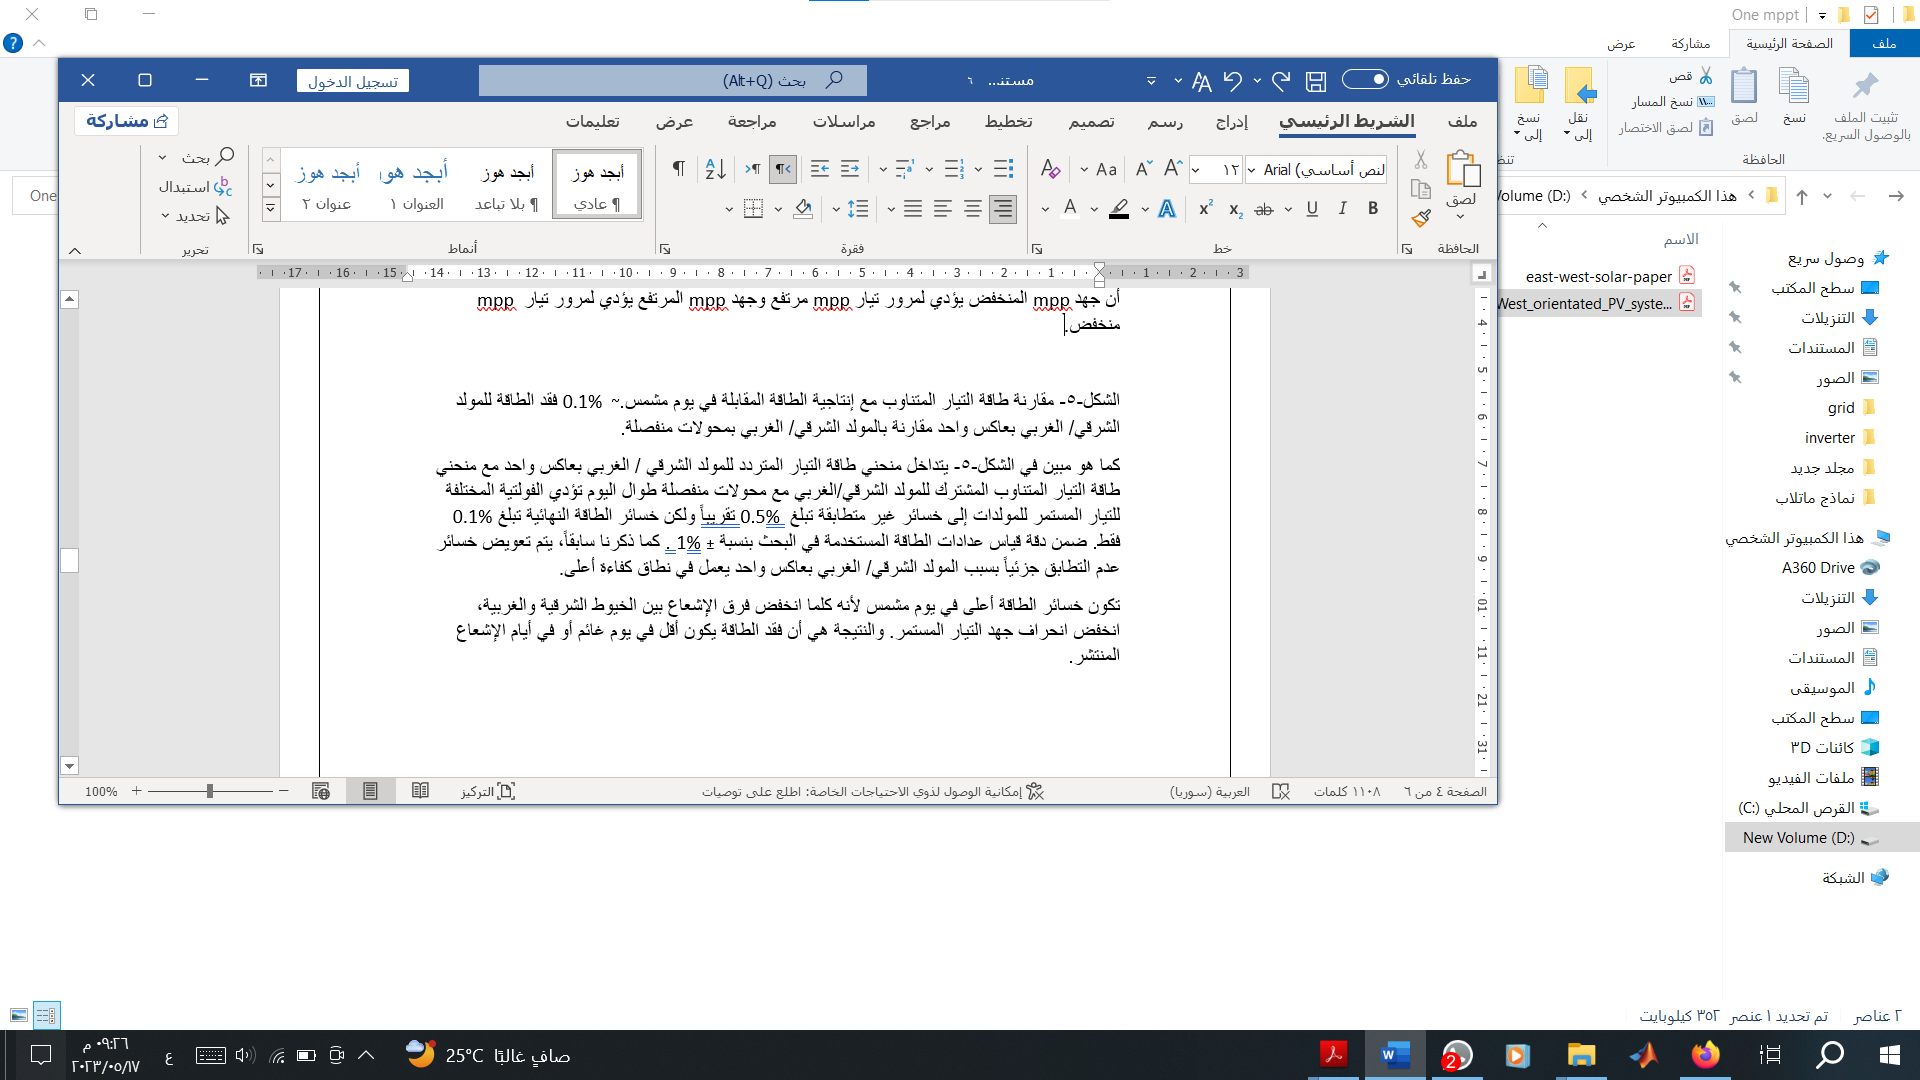 One mppt
ملف
الصفحة الرئيسية
مشاركة
عرض
تثبيت الملف
بالوصول السريع.
نسخ
لصق
قص
نسخ المسار
لصق الاختصار
الحافظة
نقل
إلى
نسخ
إلى
تنظ
هذا الكمبيوتر الشخصي
Volume (D:)
One
الاسم
east-west-solar-paper
West_orientated_PV_syste...
وصول سريع
سطح المكتب
التنزيلات
المستندات
الصور
grid
inverter
مجلد جديد
نماذج ماتلاب
هذا الكمبيوتر الشخصي
A360 Drive
التنزيلات
الصور
المستندات
الموسيقى
سطح المكتب
كائنات ٣D
ملفات الفيديو
القرص المحلي (C:)
New Volume (D:)
الشبكة
٢ عناصر
تم تحديد ١ عنصر ٣٥٢ كيلوبايت
حفظ تلقائي
مستند... ٦
بحث (Alt+Q)
تسجيل الدخول
ملف
الشريط الرئيسي
إدراج
رسم
تصميم
تخطيط
مراجع
مراسلات
مراجعة
عرض
تعليمات
مشاركة
لصق
الحافظة
لنص أساسي) Arial
١٢
خط
فقرة
أبجد هوز
¶ عادي
أبجد هوز
¶ بلا تباعد
أبجد هو
العنوان ١
أبجد هوز
عنوان ٢
أنماط
بحث
استبدال
تحديد
تحرير
أن جهد mpp المنخفض يؤدي لمرور تيار mpp مرتفع وجهد mpp المرتفع يؤدي لمرور تيار mpp
منخفض.
الشكل-٥- مقارنة طاقة التيار المتناوب مع إنتاجية الطاقة المقابلة في يوم مشمس.~ 0.1% فقد الطاقة للمولد
الشرقي/ الغربي بعاكس واحد مقارنة بالمولد الشرقي/ الغربي بمحولات منفصلة.
كما هو مبين في الشكل-٥- يتداخل منحني طاقة التيار المتردد للمولد الشرقي / الغربي بعاكس واحد مع منحني
طاقة التيار المتناوب المشترك للمولد الشرقي/الغربي مع محولات منفصلة طوال اليوم تؤدي الفولتية المختلفة
للتيار المستمر للمولدات إلى خسائر غير متطابقة تبلغ 0.5% تقريباً ولكن خسائر الطاقة النهائية تبلغ 0.1%
فقط. ضمن دقة قياس عدادات الطاقة المستخدمة في البحث بنسبة ± 1% . كما ذكرنا سابقاً، يتم تعويض خسائر
عدم التطابق جزئياً بسبب المولد الشرقي/ الغربي بعاكس واحد يعمل في نطاق كفاءة أعلى.
تكون خسائر الطاقة أعلى في يوم مشمس لأنه كلما انخفض فرق الإشعاع بين الخيوط الشرقية والغربية،
انخفض انحراف جهد التيار المستمر. والنتيجة هي أن فقد الطاقة يكون أقل في يوم غائم أو في أيام الإشعاع
المنتشر.
الصفحة ٤ من ٦
١١٠٨ كلمات
العربية (سوريا)
إمكانية الوصول لذوي الاحتياجات الخاصة: اطلع على توصيات
التركيز
100%
صافٍ غالبًا 25°C
ع
٠٩:٢٦ م
٢٠٢٣/٠٥/١٧